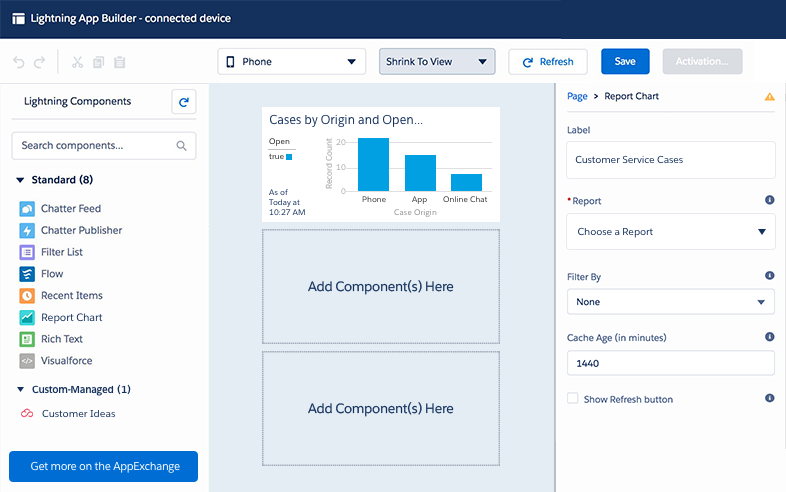 Lightning App Builder - connected device
Phone
Shrink To View
Refresh
Save
Activation...
Lightning Components
Search components...
Standard (8)
Chatter Feed
Chatter Publisher
Filter List
Flow
Recent Items
Report Chart
Rich Text
Visualforce
Custom-Managed (1)
Customer Ideas
Get more on the AppExchange
Cases by Origin and Open...
Open
true
As of
Today at
10:27 AM
Record Count
20
10
0
Phone App Online Chat
Case Origin
Add Component(s) Here
Add Component(s) Here
Page > Report Chart
Label
Customer Service Cases
*Report
Choose a Report
Filter By
None
Cache Age (in minutes)
1440
Show Refresh button